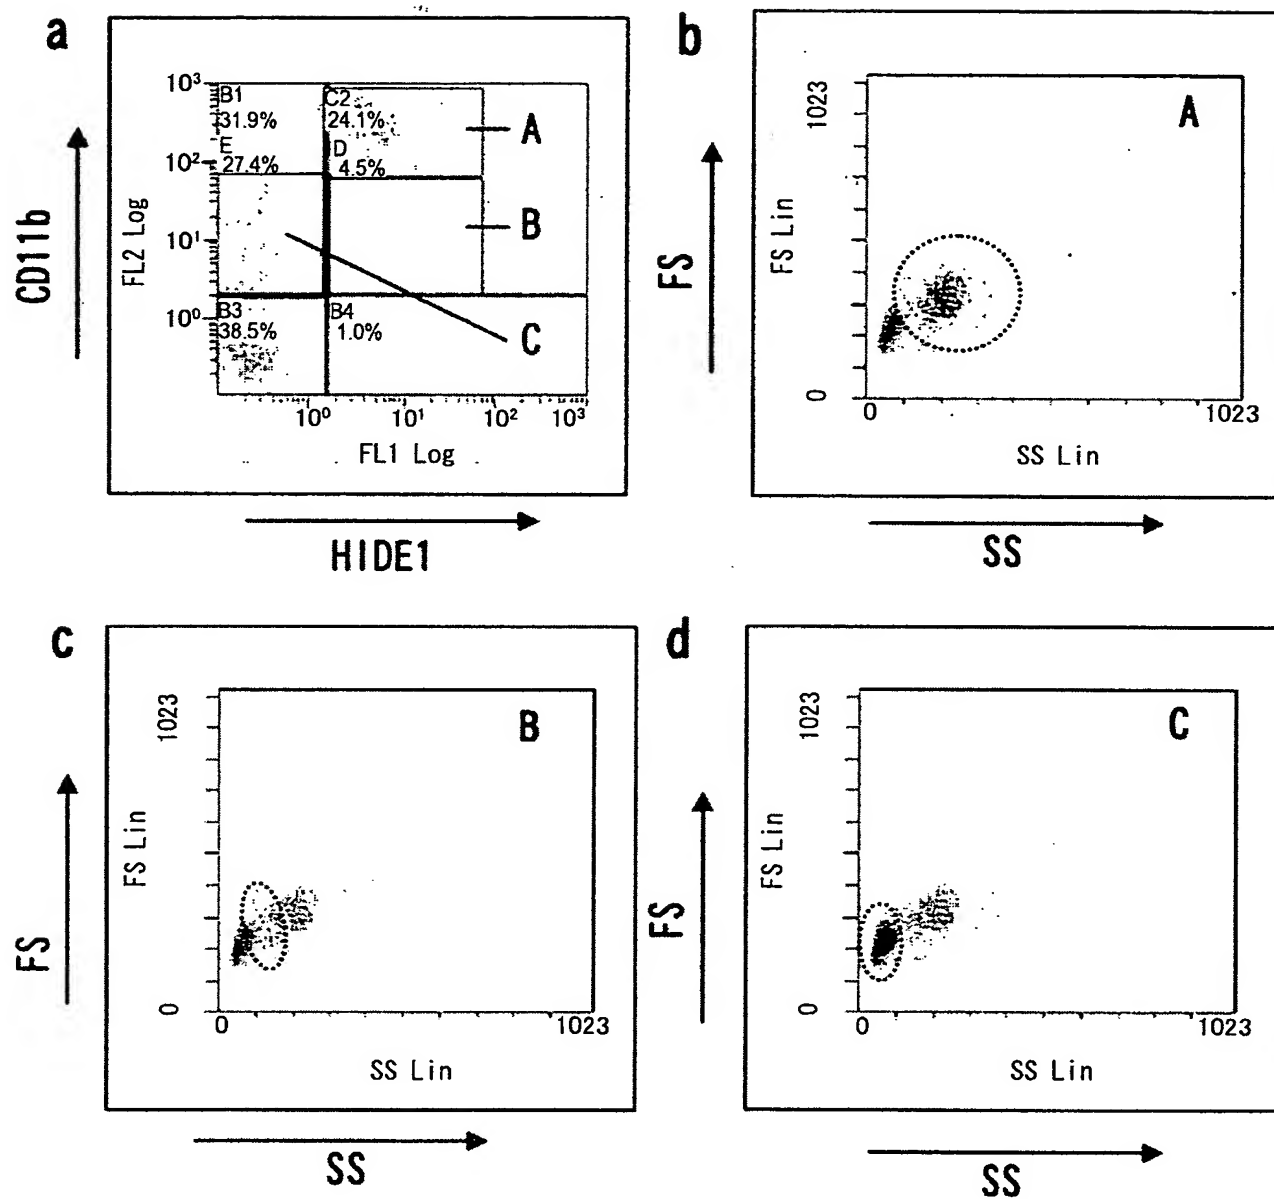 a
10³
10²
10¹
10⁰
B1
31.9%
C2
24.1%
E
27.4%
D
4.5%
B3
38.5%
B4
1.0%
A
B
C
10⁰ 10¹ 10² 10³
FL1 Log
FL2 Log
CD11b
HIDE1
b
A
1023
0
FS Lin
FS
0 1023
SS Lin
SS
c
B
1023
0
FS Lin
FS
0 1023
SS Lin
SS
d
C
1023
0
FS Lin
FS
0 1023
SS Lin
SS